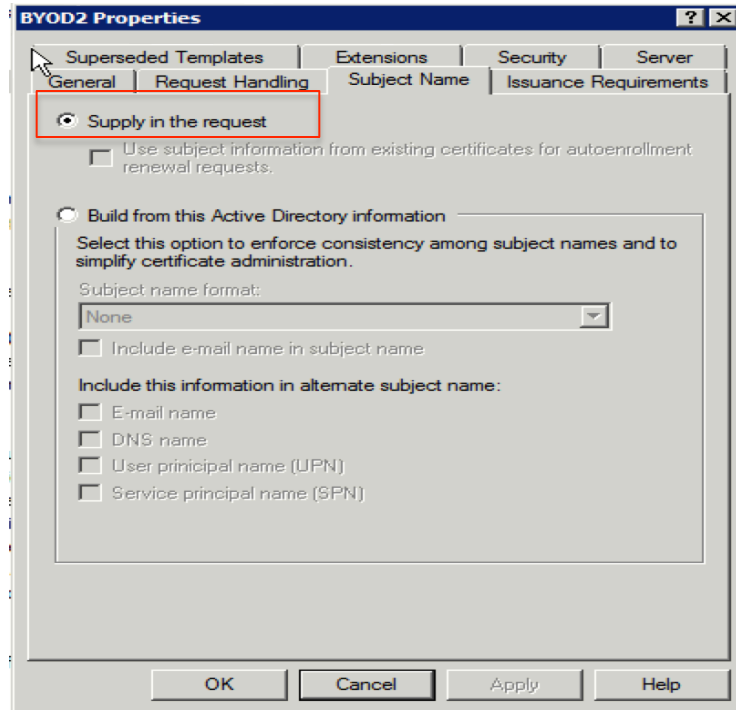 BYOD2 Properties
Superseded Templates Extensions Security Server
General Request Handling Subject Name Issuance Requirements
Supply in the request
Use subject information from existing certificates for autoenrollment
renewal requests.
Build from this Active Directory information
Select this option to enforce consistency among subject names and to
simplify certificate administration.
Subject name format:
None
Include e-mail name in subject name
Include this information in alternate subject name:
E-mail name
DNS name
User prinicipal name (UPN)
Service principal name (SPN)
OK Cancel Apply Help